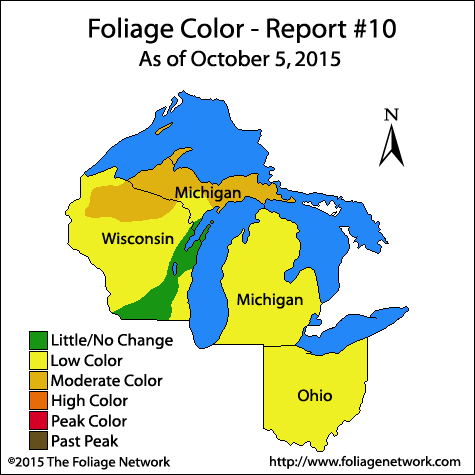 Foliage Color - Report #10
As of October 5, 2015
N
Michigan
Wisconsin
Michigan
Ohio
Little/No Change
Low Color
Moderate Color
High Color
Peak Color
Past Peak
©2015 The Foliage Network
http://www.foliagenetwork.com